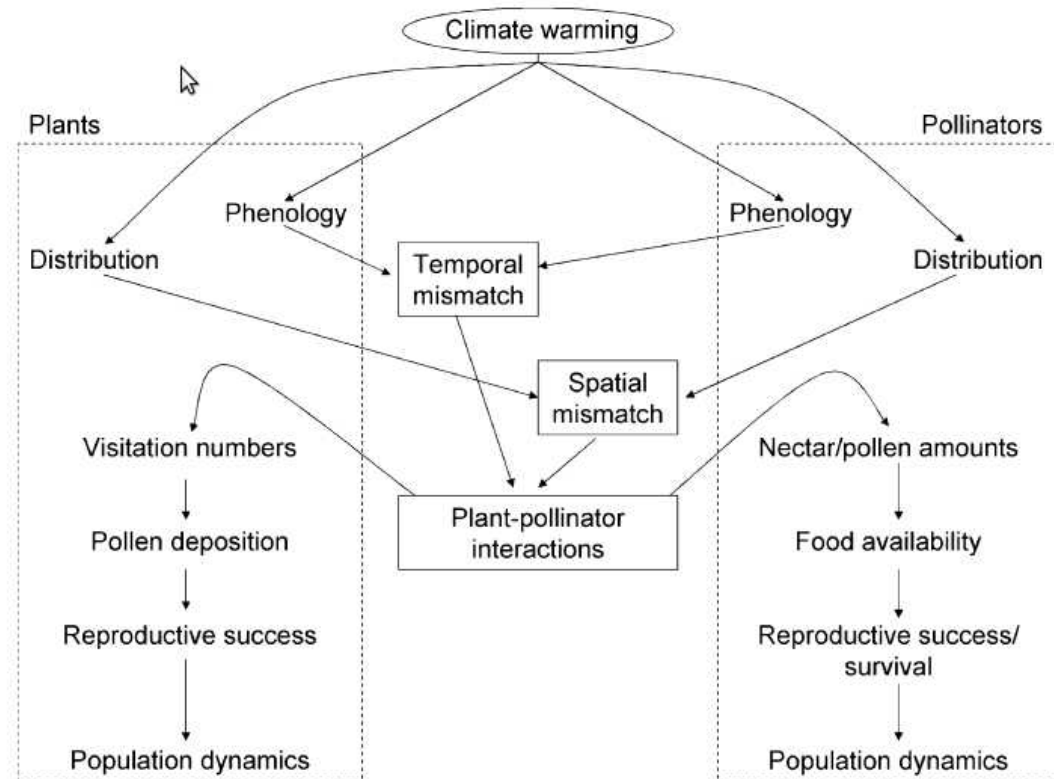 Climate warming
Plants
Pollinators
Phenology
Phenology
Distribution
Distribution
Temporal
mismatch
Spatial
mismatch
Visitation numbers
Nectar/pollen amounts
Plant-pollinator
interactions
Pollen deposition
Food availability
Reproductive success
Reproductive success/
survival
Population dynamics
Population dynamics